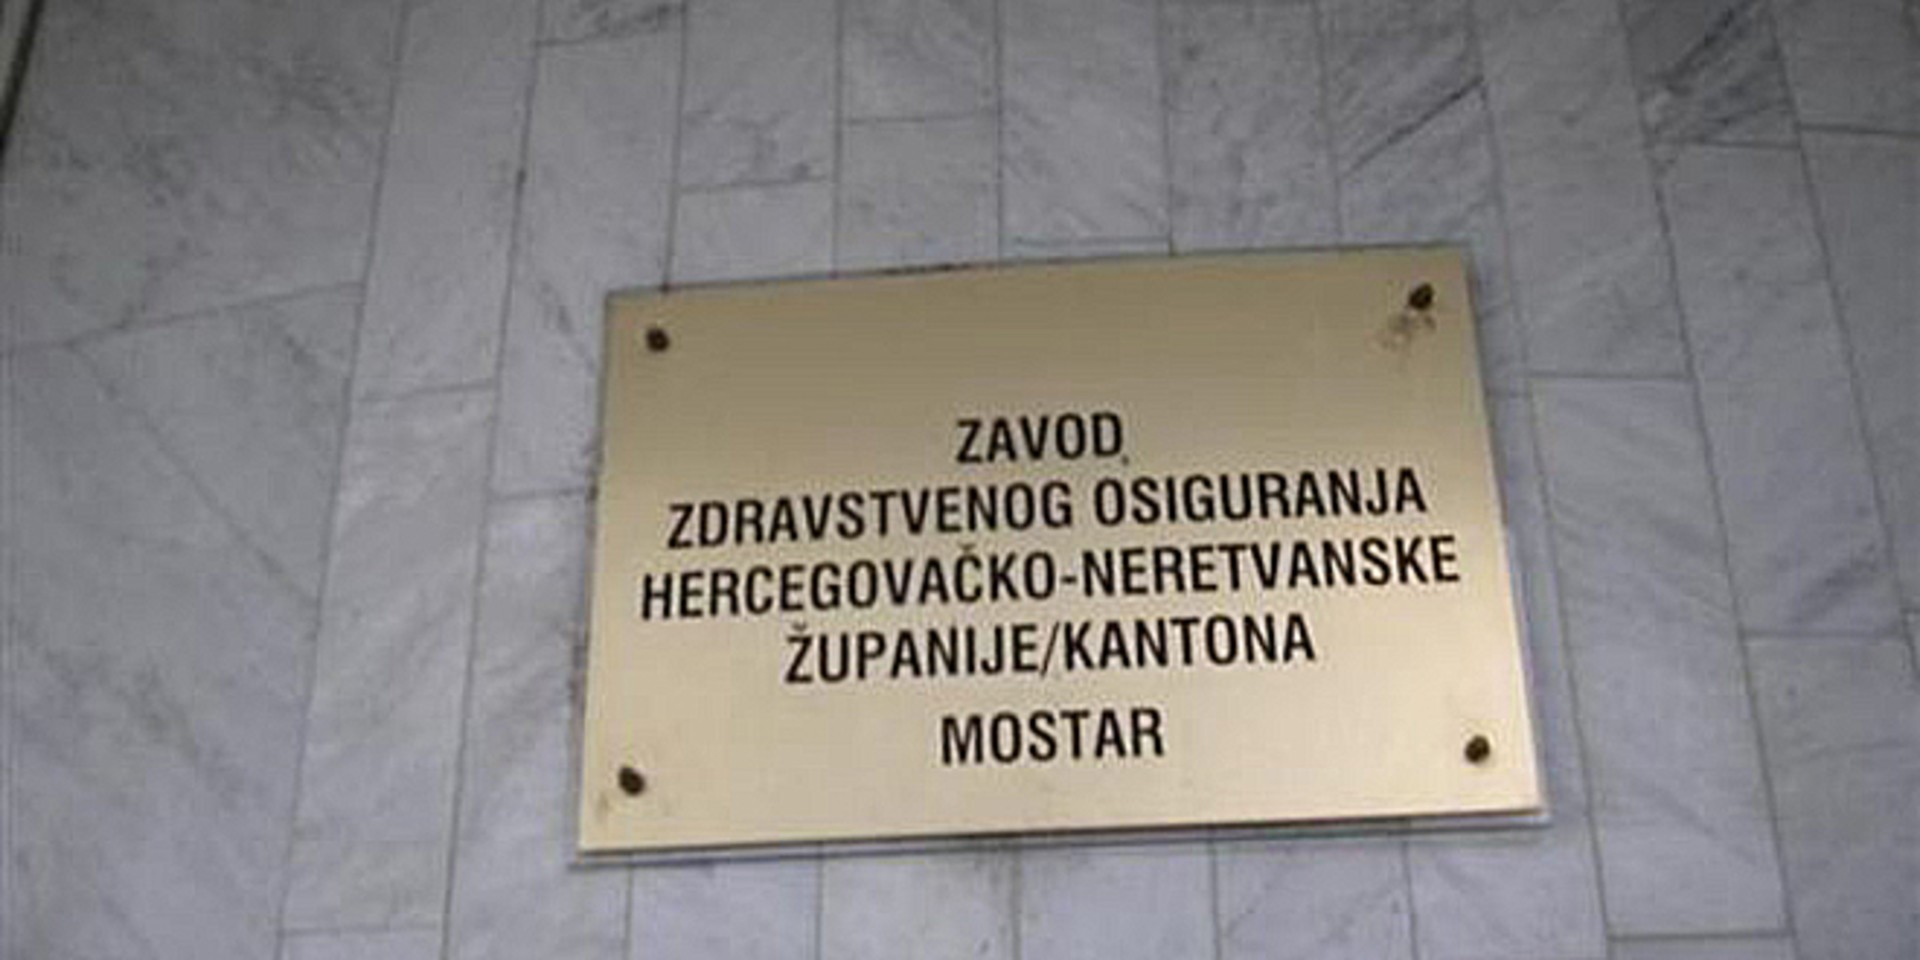 ZAVOD
ZDRAVSTVENOG OSIGURANJA
HERCEGOVAČKO-NERETVANSKE
ŽUPANIJE/KANTONA
MOSTAR